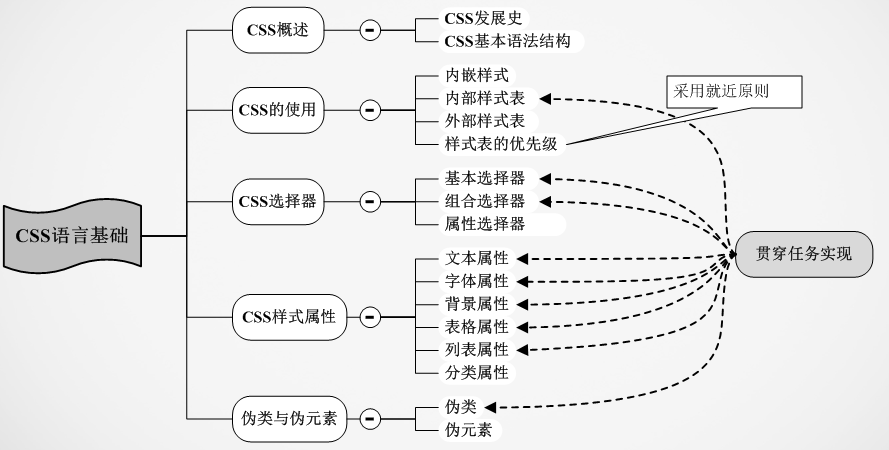 CSS语言基础
CSS概述
CSS发展史
CSS基本语法结构
CSS的使用
内嵌样式
内部样式表
外部样式表
样式表的优先级
采用就近原则
CSS选择器
基本选择器
组合选择器
属性选择器
CSS样式属性
文本属性
字体属性
背景属性
表格属性
列表属性
分类属性
伪类与伪元素
伪类
伪元素
贯穿任务实现